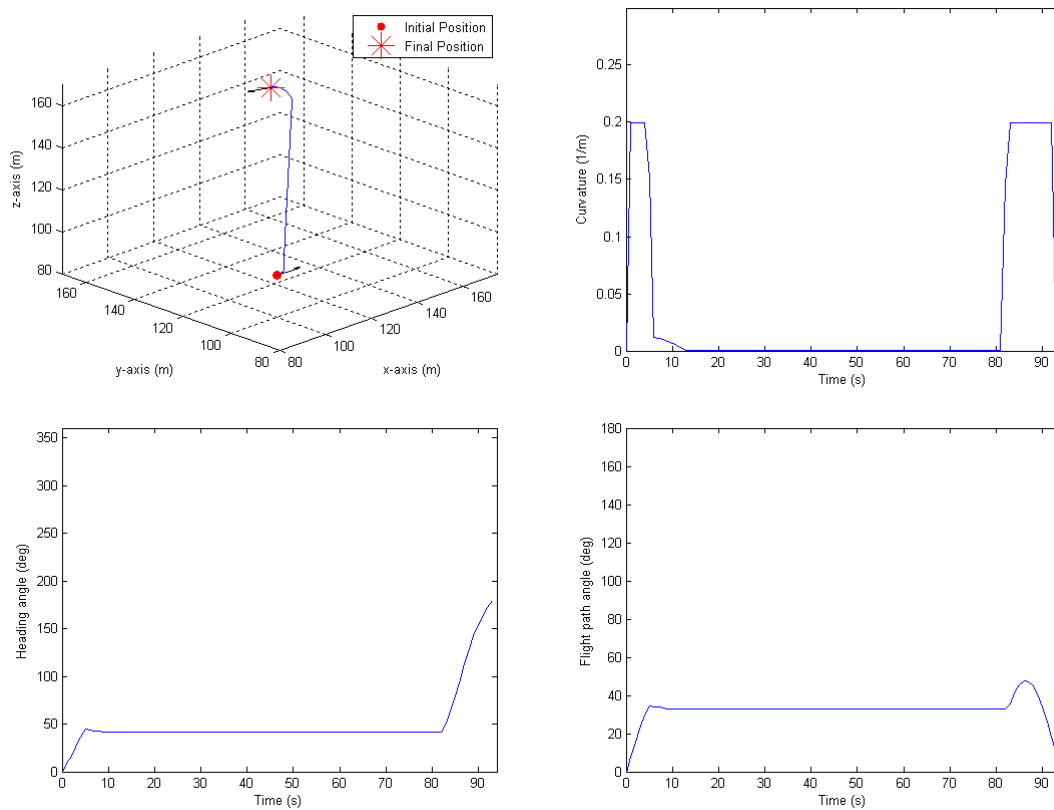 Initial Position
Final Position
160
140
120
100
80
z-axis (m)
160
140
120
100
80
y-axis (m)
80
100
120
140
160
x-axis (m)
0.25
0.2
0.15
0.1
0.05
0
Curvature (1/m)
0 10 20 30 40 50 60 70 80 90
Time (s)
350
300
250
200
150
100
50
0
Heading angle (deg)
0 10 20 30 40 50 60 70 80 90
Time (s)
180
160
140
120
100
80
60
40
20
0
Flight path angle (deg)
0 10 20 30 40 50 60 70 80 90
Time (s)